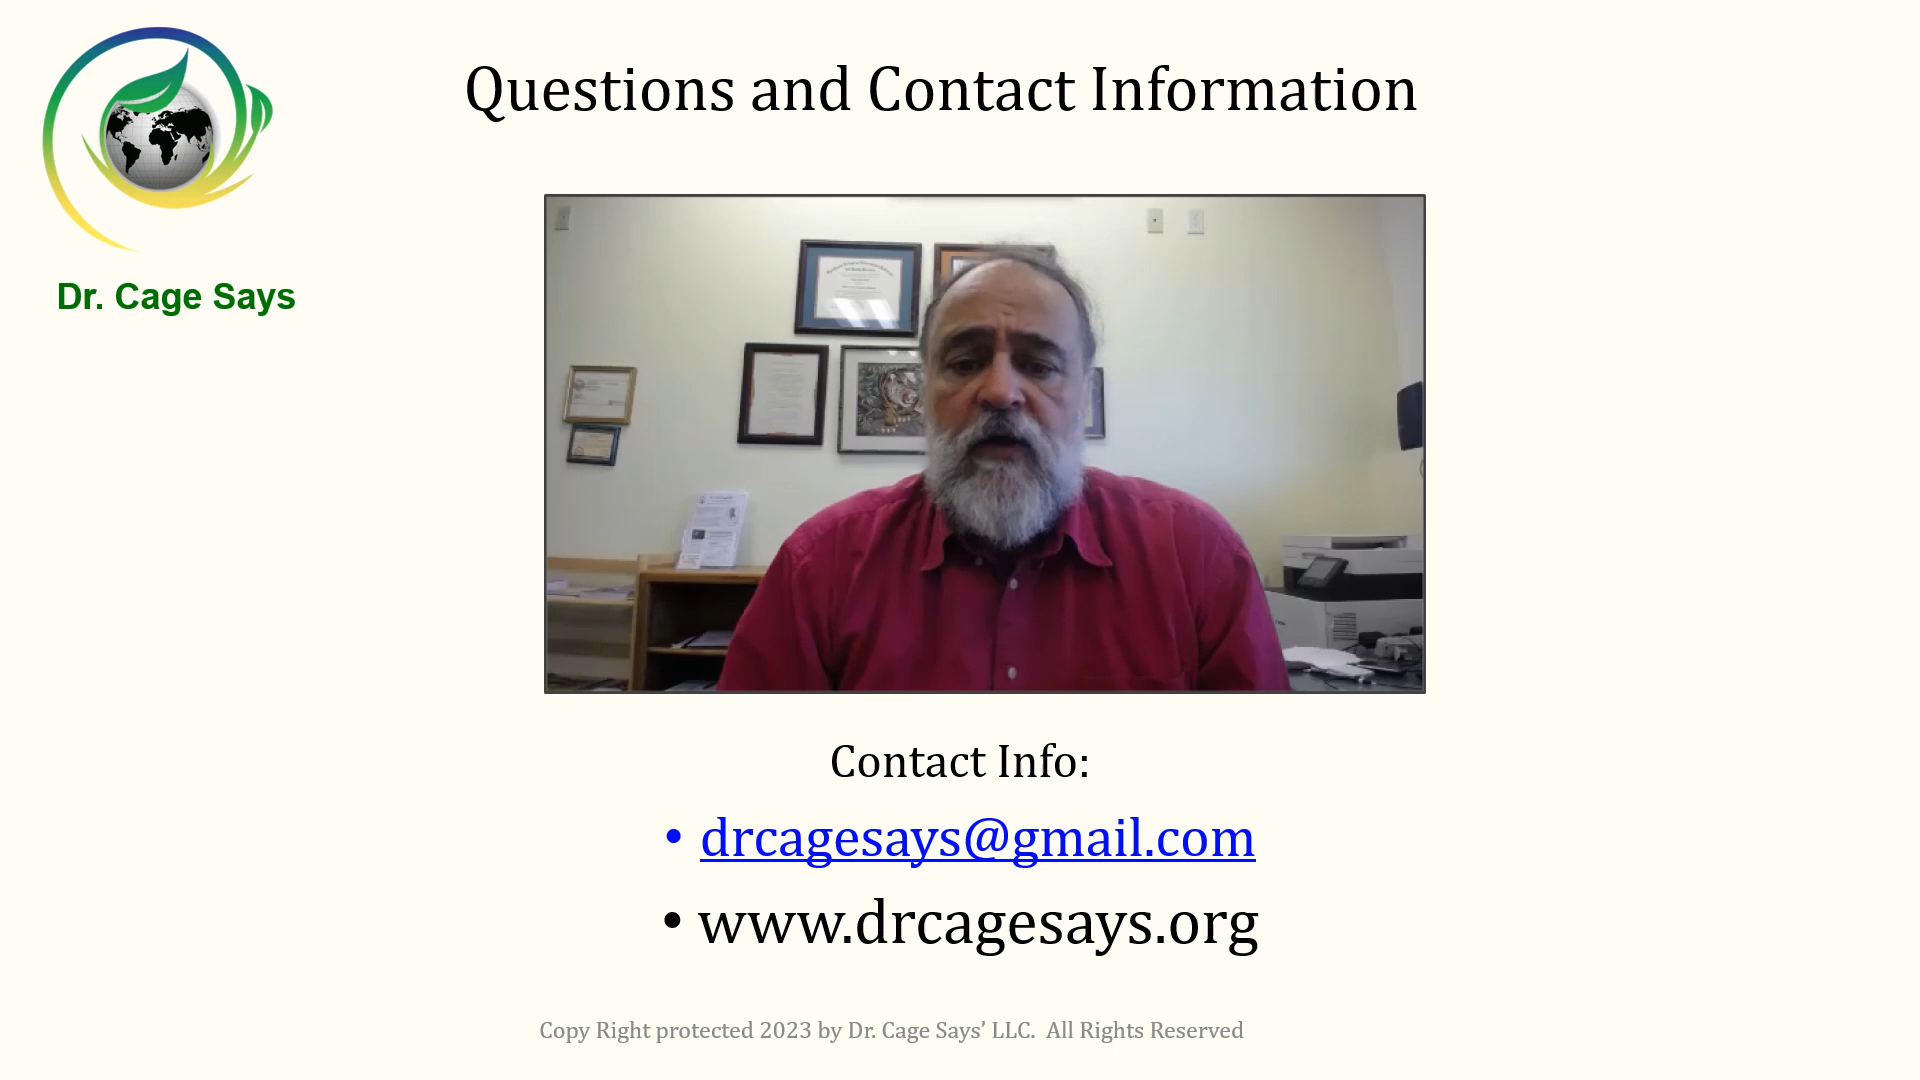 Questions and Contact Information
Dr. Cage Says
Contact Info:
• drcagesays@gmail.com
• www.drcagesays.org
Copy Right protected 2023 by Dr. Cage Says’ LLC.  All Rights Reserved